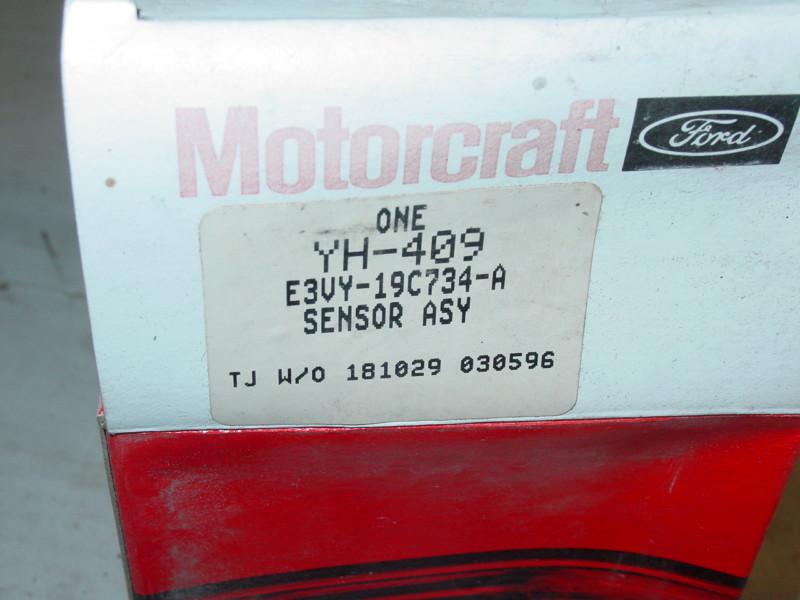 Motorcraft Ford
ONE
YH-409
E3VY-19C734-A
SENSOR ASY
TJ W/O 181029 030596